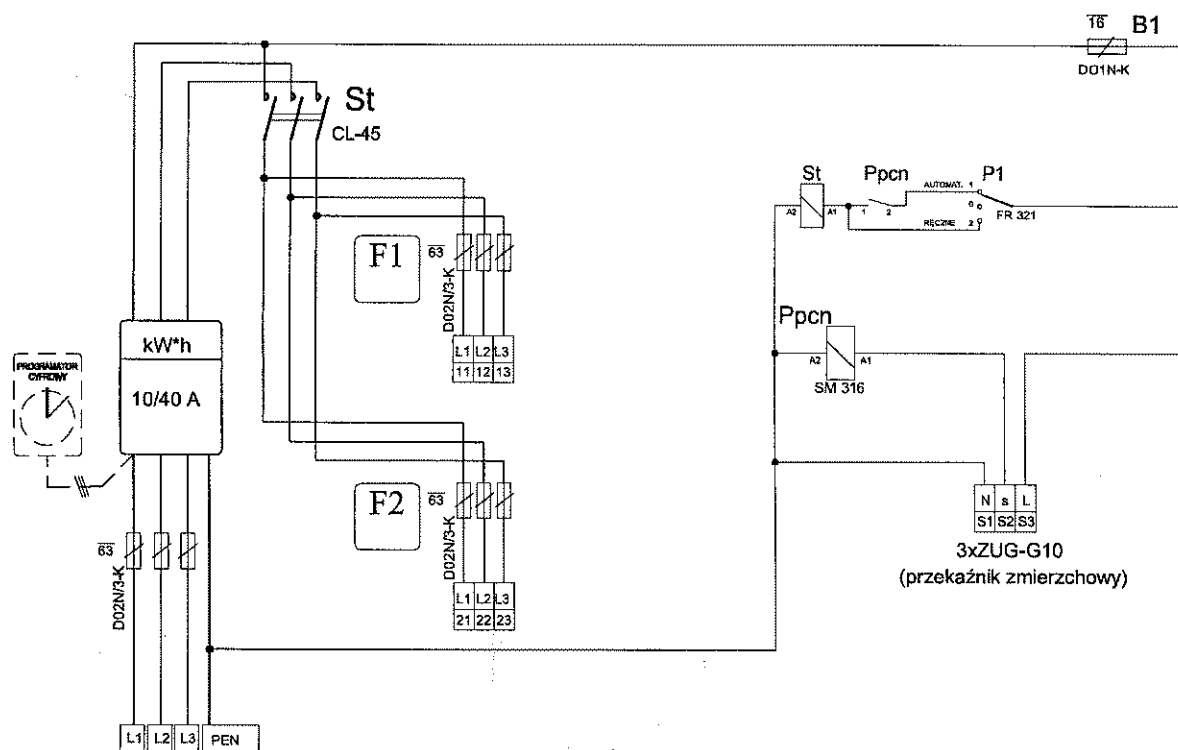 16 B1
D01N-K
St
CL-45
St
Ppcn
P1
A2
A1
1
2
AUTOMAT. 1
0
RĘCZNE 2
FR 321
F1
63
D02N/3-K
L1 L2 L3
11 12 13
Ppcn
A2
A1
SM 316
kW*h
10/40 A
PROGRAMATOR
CYFROWY
F2
63
D02N/3-K
L1 L2 L3
21 22 23
N s L
S1 S2 S3
3xZUG-G10
(przekaźnik zmierzchowy)
63
D02N/3-K
L1 L2 L3 PEN